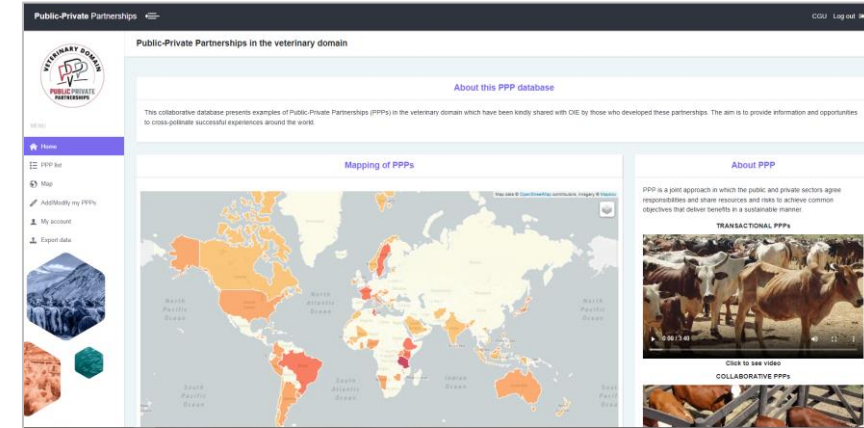 Public-Private Partnerships
CGU Log out
Public-Private Partnerships in the veterinary domain
VETERINARY DOMAIN
PPP
PUBLIC PRIVATE
PARTNERSHIPS
MENU
Home
PPP list
Map
Add/Modify my PPPs
My account
Export data
About this PPP database
This collaborative database presents examples of Public-Private Partnerships (PPPs) in the veterinary domain which have been kindly shared with OIE by those who developed these partnerships. The aim is to provide information and opportunities
to cross-pollinate successful experiences around the world.
Mapping of PPPs
Map data © OpenStreetMap contributors, Imagery © Mapbox
North
Pacific
Ocean
North
Atlantic
Ocean
North
Pacific
Ocean
South
Pacific
Ocean
South
Atlantic
Ocean
Indian
Ocean
About PPP
PPP is a joint approach in which the public and private sectors agree
responsibilities and share resources and risks to achieve common
objectives that deliver benefits in a sustainable manner.
TRANSACTIONAL PPPs
0:00 / 3:40
Click to see video
COLLABORATIVE PPPs